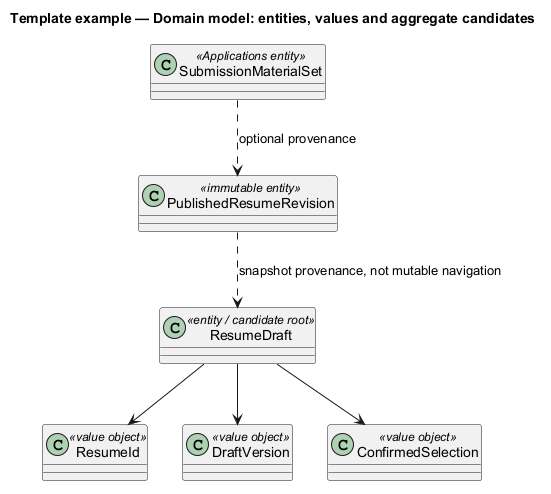 Template example — Domain model: entities, values and aggregate candidates
C
«Applications entity»
SubmissionMaterialSet
optional provenance
C
«immutable entity»
PublishedResumeRevision
snapshot provenance, not mutable navigation
C
«entity / candidate root»
ResumeDraft
C
«value object»
ResumeId
C
«value object»
DraftVersion
C
«value object»
ConfirmedSelection